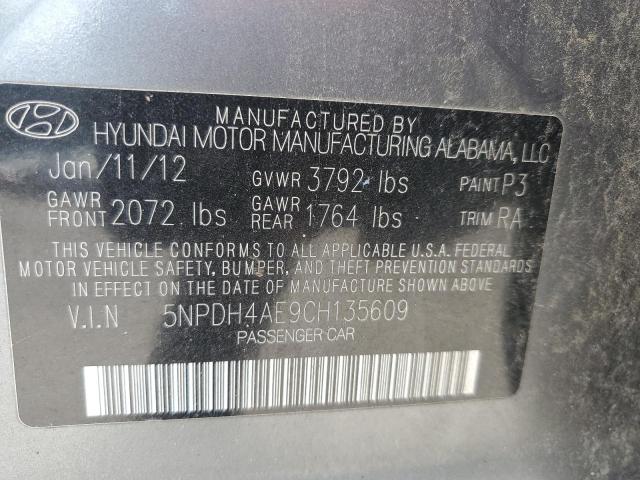 MANUFACTURED BY
HYUNDAI MOTOR MANUFACTURING ALABAMA, LLC
Jan/11/12 GVWR 3792 lbs PAINT P3
GAWR FRONT 2072 lbs GAWR REAR 1764 lbs TRIM RA
THIS VEHICLE CONFORMS TO ALL APPLICABLE U.S.A. FEDERAL
MOTOR VEHICLE SAFETY, BUMPER, AND THEFT PREVENTION STANDARDS
IN EFFECT ON THE DATE OF MANUFACTURE SHOWN ABOVE.
V.I.N 5NPDH4AE9CH135609
PASSENGER CAR